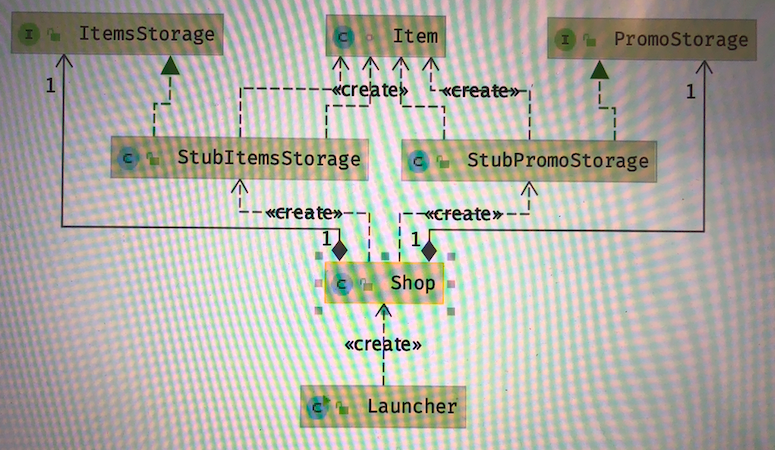 I ItemsStorage
C Item
I PromoStorage
1
«create»
«create»
1
C StubItemsStorage
C StubPromoStorage
«create»
«create»
1
1
C Shop
«create»
C Launcher